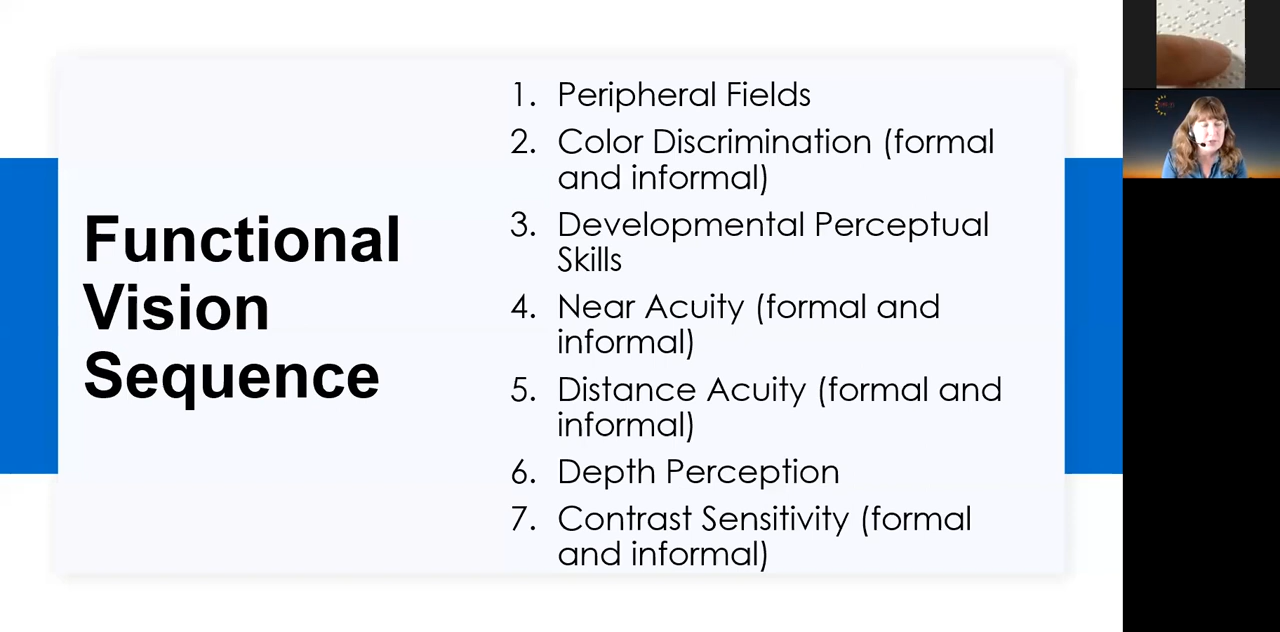 Functional
Vision
Sequence
1. Peripheral Fields
2. Color Discrimination (formal
and informal)
3. Developmental Perceptual
Skills
4. Near Acuity (formal and
informal)
5. Distance Acuity (formal and
informal)
6. Depth Perception
7. Contrast Sensitivity (formal
and informal)